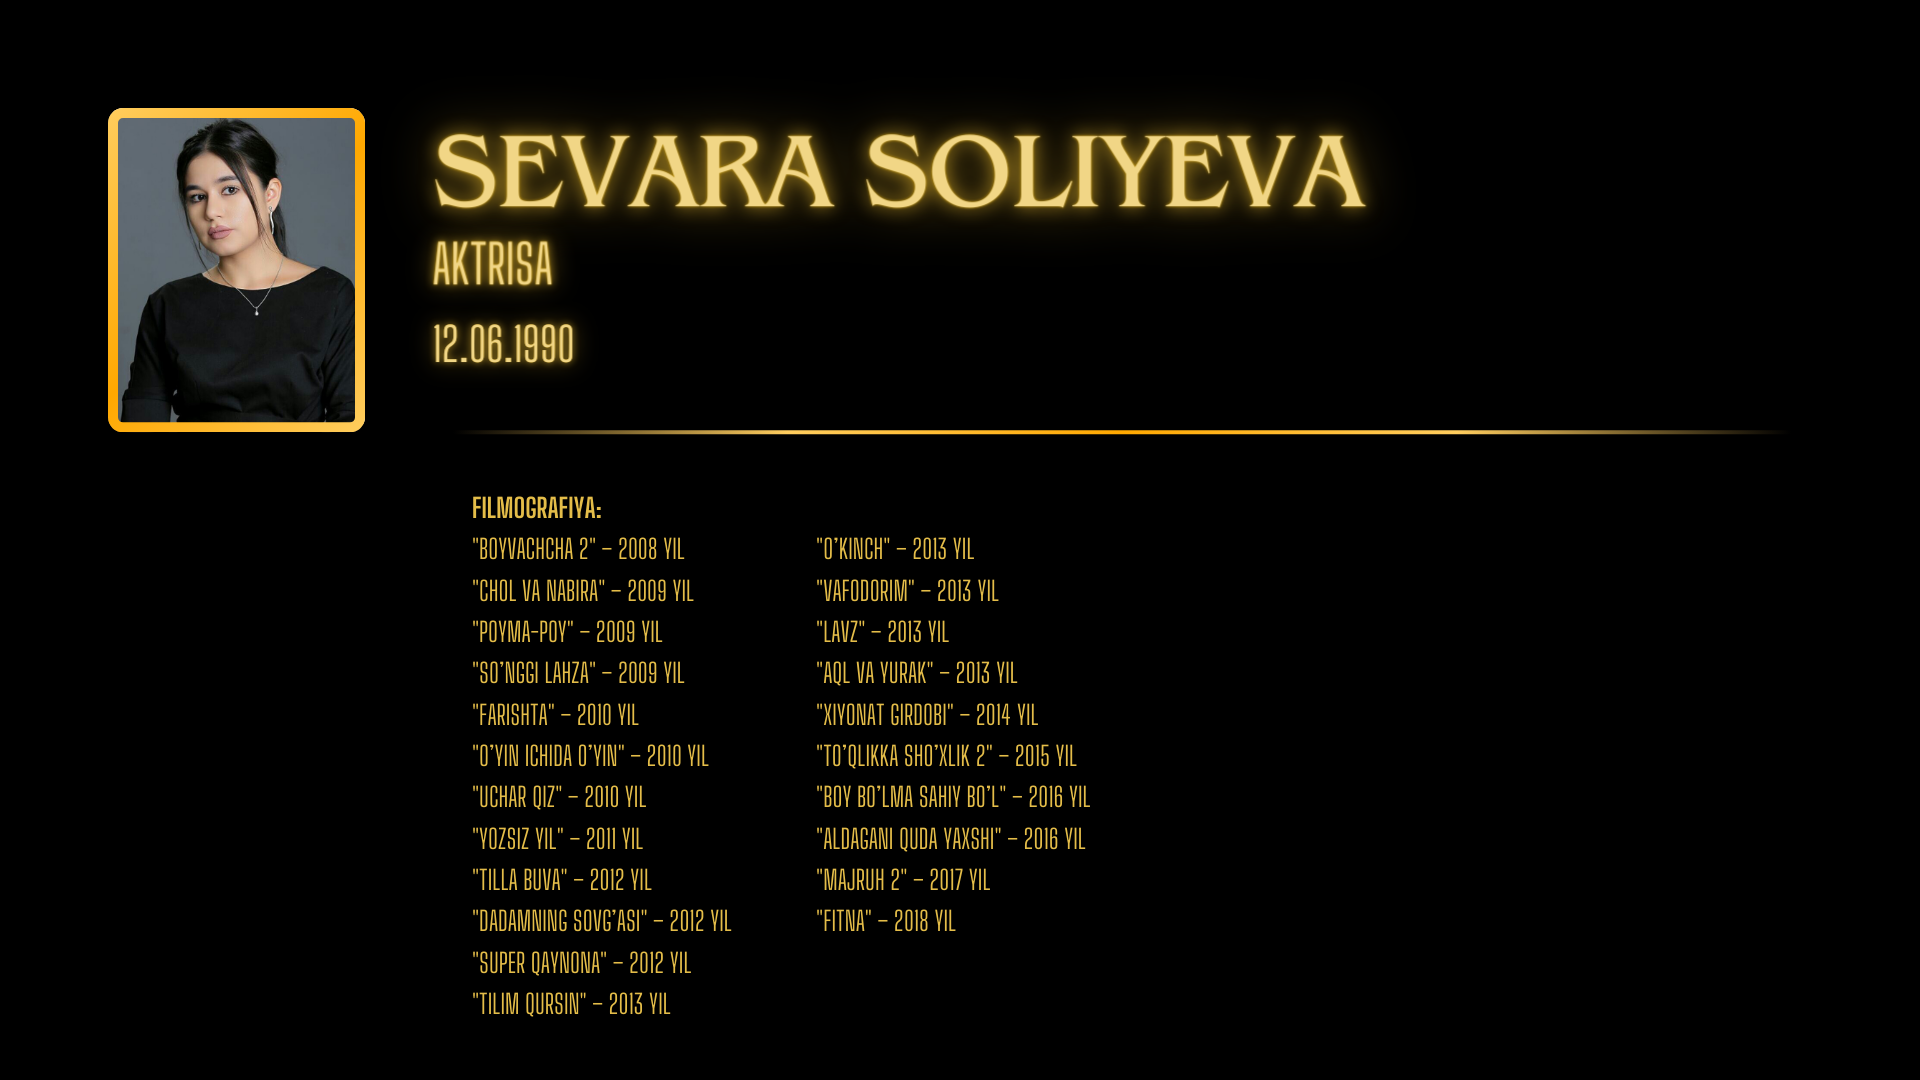 SEVARA SOLIYEVA
AKTRISA
12.06.1990
FILMOGRAFIYA:
"BOYVACHCHA 2" – 2008 YIL
"CHOL VA NABIRA" – 2009 YIL
"POYMA-POY" – 2009 YIL
"SO’NGGI LAHZA" – 2009 YIL
"FARISHTA" – 2010 YIL
"O’YIN ICHIDA O’YIN" – 2010 YIL
"UCHAR QIZ" – 2010 YIL
"YOZSIZ YIL" – 2011 YIL
"TILLA BUVA" – 2012 YIL
"DADAMNING SOVG’ASI" – 2012 YIL
"SUPER QAYNONA" – 2012 YIL
"TILIM QURSIN" – 2013 YIL
"O’KINCH" – 2013 YIL
"VAFODORIM" – 2013 YIL
"LAVZ" – 2013 YIL
"AQL VA YURAK" – 2013 YIL
"XIYONAT GIRDOBI" – 2014 YIL
"TO’QLIKKA SHO’XLIK 2" – 2015 YIL
"BOY BO’LMA SAHIY BO’L" – 2016 YIL
"ALDAGANI QUDA YAXSHI" – 2016 YIL
"MAJRUH 2" – 2017 YIL
"FITNA" – 2018 YIL